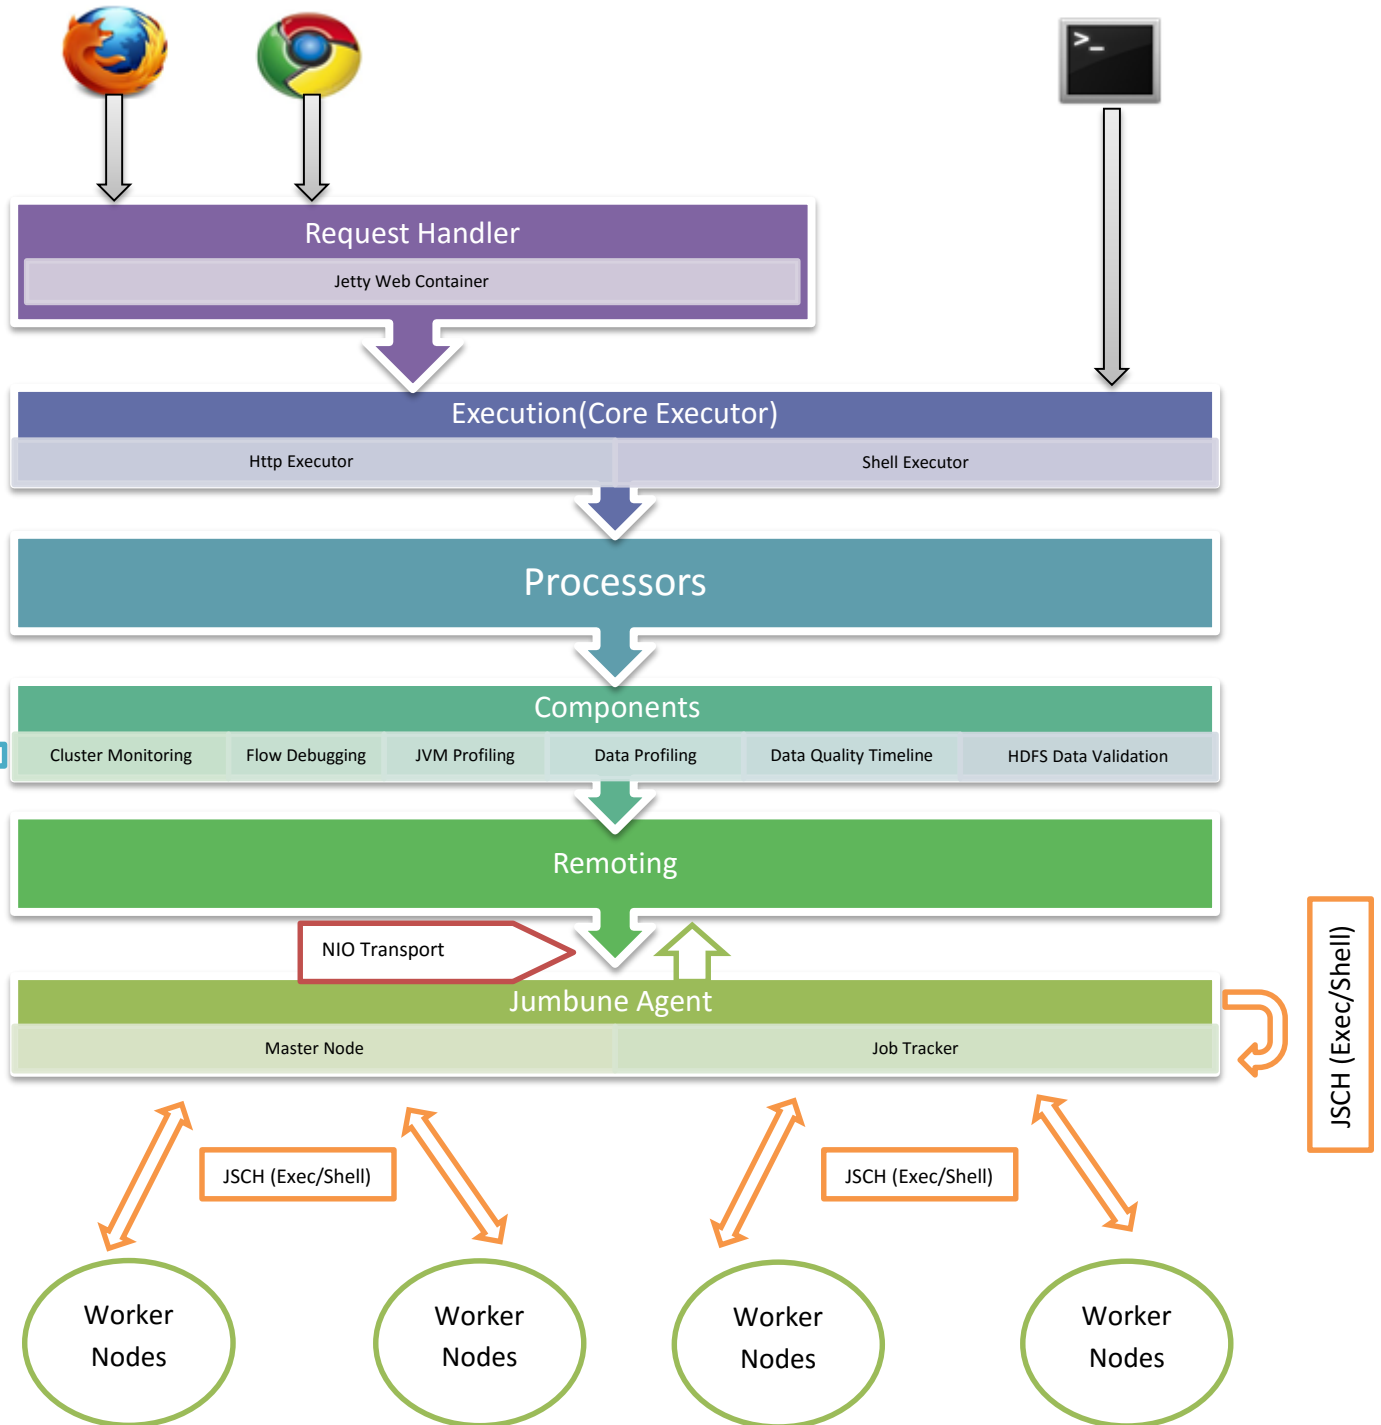 >_
Request Handler
Jetty Web Container
Execution(Core Executor)
Http Executor
Shell Executor
Processors
Components
Cluster Monitoring
Flow Debugging
JVM Profiling
Data Profiling
Data Quality Timeline
HDFS Data Validation
Remoting
NIO Transport
Jumbune Agent
Master Node
Job Tracker
JSCH (Exec/Shell)
JSCH (Exec/Shell)
JSCH (Exec/Shell)
Worker
Nodes
Worker
Nodes
Worker
Nodes
Worker
Nodes